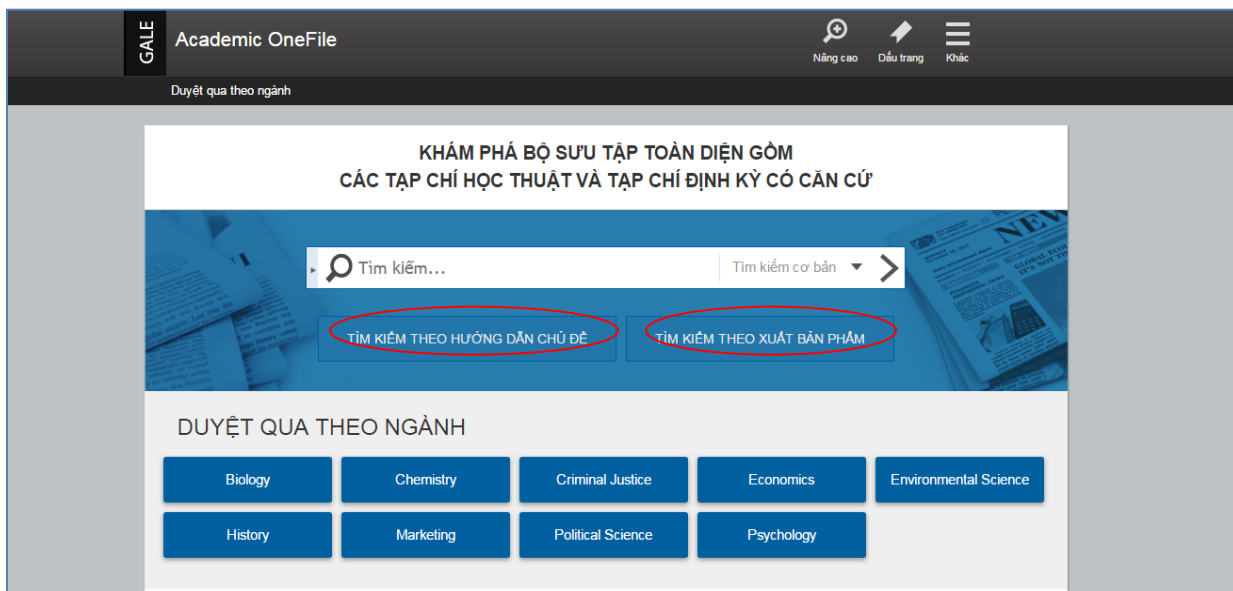 GALE
Academic OneFile
Nâng cao
Dấu trang
Khác
Duyệt qua theo ngành
KHÁM PHÁ BỘ SƯU TẬP TOÀN DIỆN GỒM
CÁC TẠP CHÍ HỌC THUẬT VÀ TẠP CHÍ ĐỊNH KỲ CÓ CĂN CỨ
NEW
Tìm kiếm...
Tìm kiếm cơ bản
TÌM KIẾM THEO HƯỚNG DẪN CHỦ ĐỀ
TÌM KIẾM THEO XUẤT BẢN PHẨM
DUYỆT QUA THEO NGÀNH
Biology
Chemistry
Criminal Justice
Economics
Environmental Science
History
Marketing
Political Science
Psychology